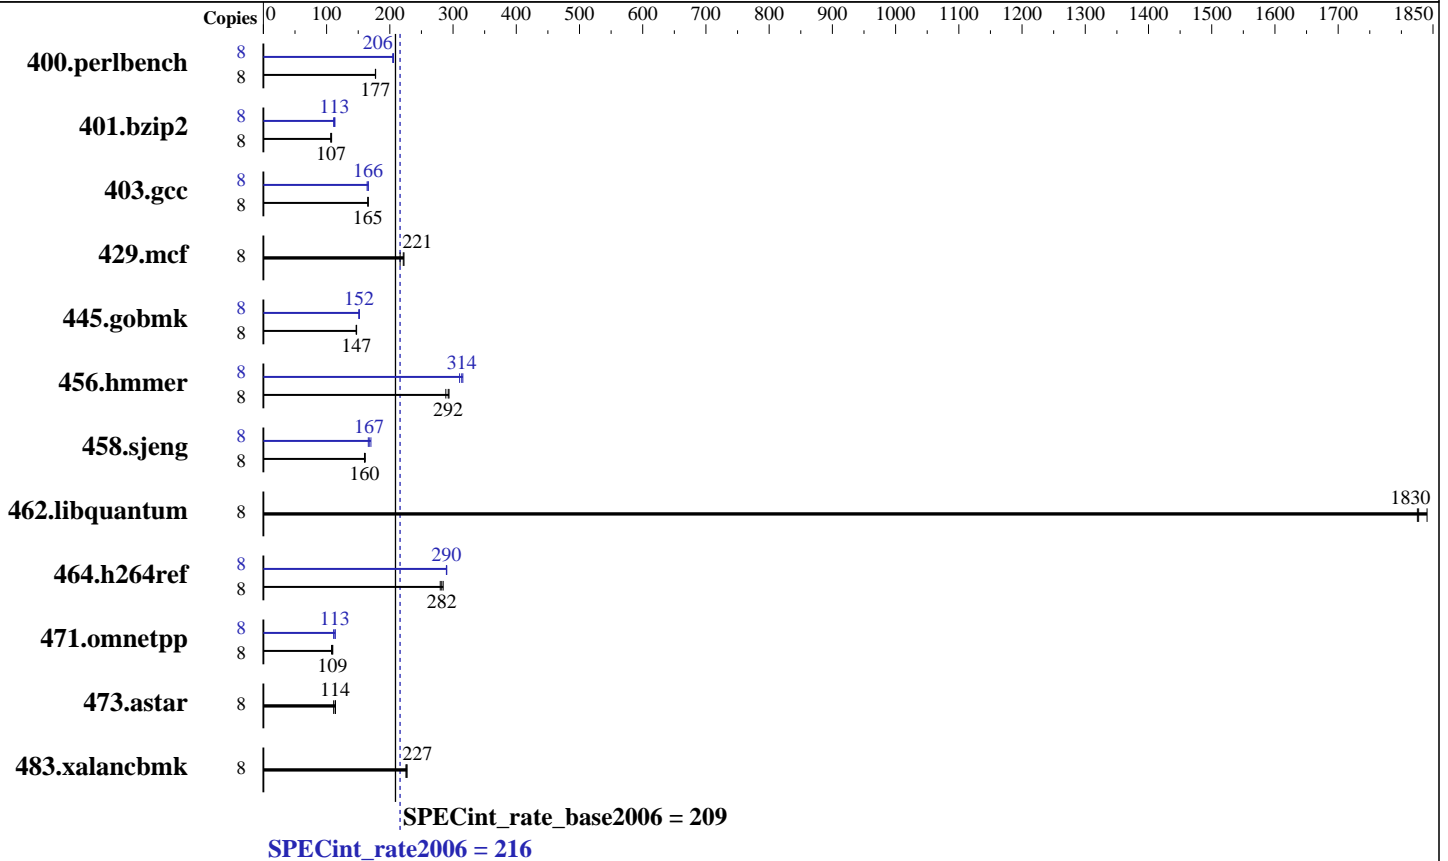 Copies 0 100 200 300 400 500 600 700 800 900 1000 1100 1200 1300 1400 1500 1600 1700 1850
400.perlbench 8 206
8 177
401.bzip2 8 113
8 107
403.gcc 8 166
8 165
429.mcf 8 221
445.gobmk 8 152
8 147
456.hmmer 8 314
8 292
458.sjeng 8 167
8 160
462.libquantum 8 1830
464.h264ref 8 290
8 282
471.omnetpp 8 113
8 109
473.astar 8 114
483.xalancbmk 8 227
SPECint_rate_base2006 = 209
SPECint_rate2006 = 216